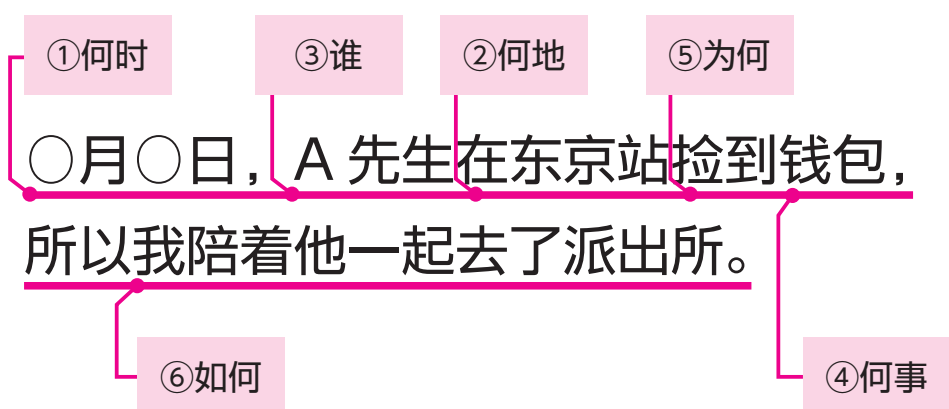 ①何时 ③谁 ②何地 ⑤为何
○月○日，A 先生在东京站捡到钱包，
所以我陪着他一起去了派出所。
⑥如何 ④何事